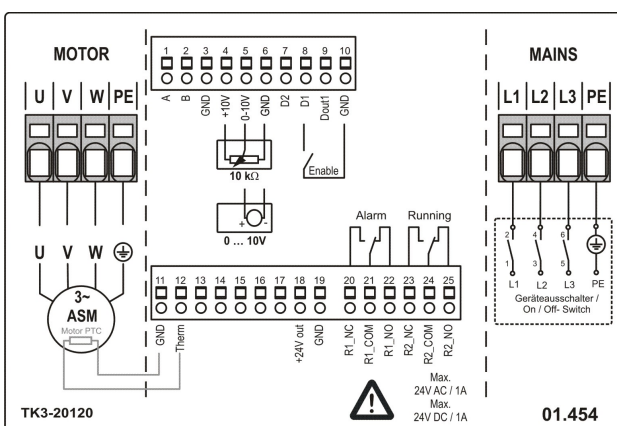 MOTOR
U V W PE
U V W
3~
ASM
Motor PTC
TK3-20120
1 2 3 4 5 6 7 8 9 10
A B GND +10V 0-10V GND D2 D1 Dout1 GND
10 kΩ
Enable
+ -
0 ... 10V
Alarm Running
11 12 13 14 15 16 17 18 19 20 21 22 23 24 25
GND Therm +24V out GND R1_NC R1_COM R1_NO R2_NC R2_COM R2_NO
Max.
24V AC / 1A
Max.
24V DC / 1A
MAINS
L1 L2 L3 PE
2 4 6
1 3 5
L1 L2 L3 PE
Geräteausschalter /
On / Off- Switch
01.454